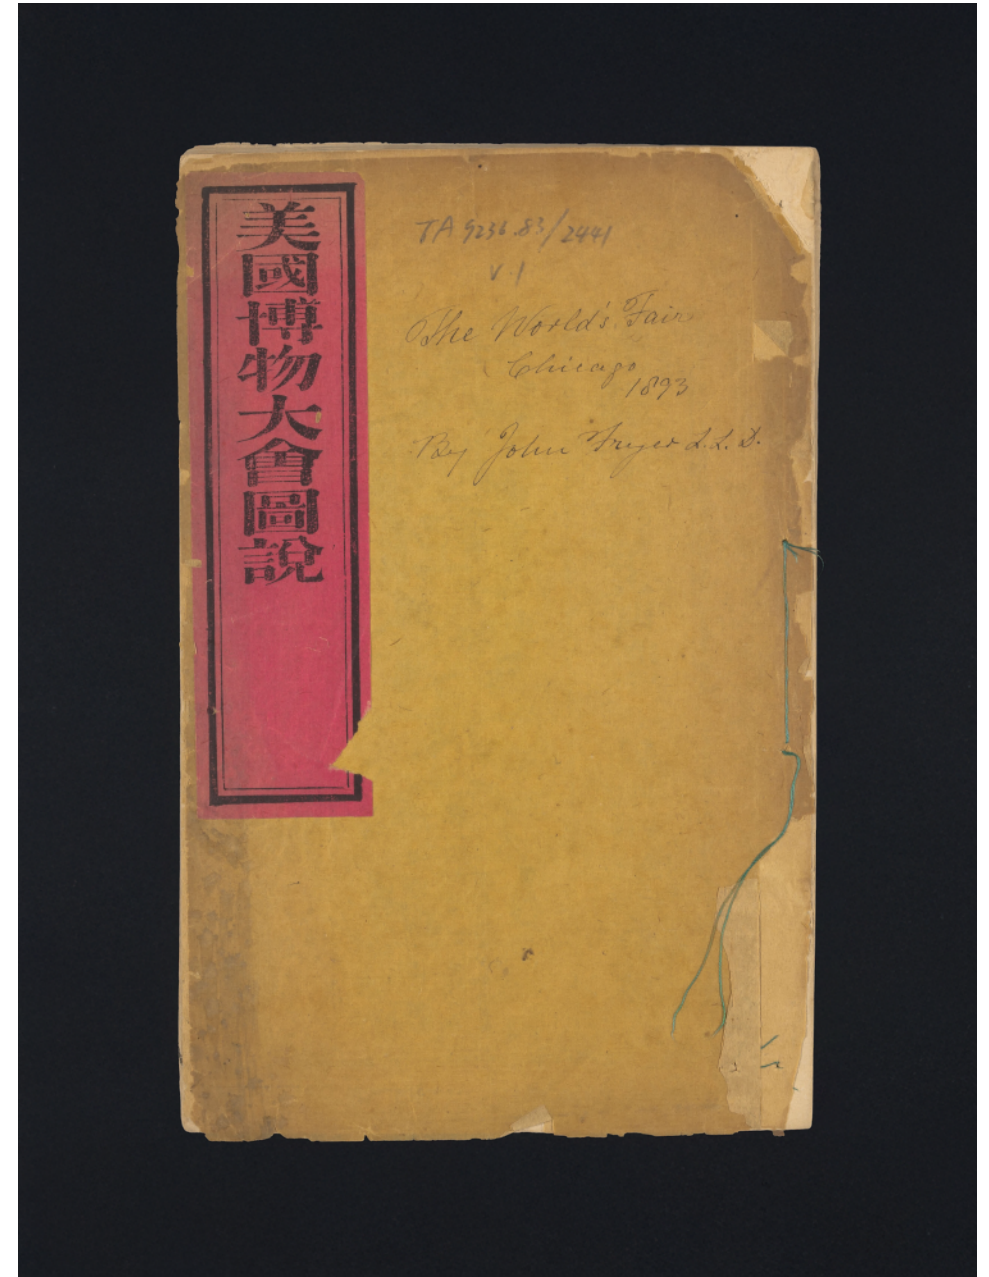 美國博物大會圖說
TA 9236.83/2441
v.1
The World's Fair
Chicago
1893
By John Fryer L.L.D.